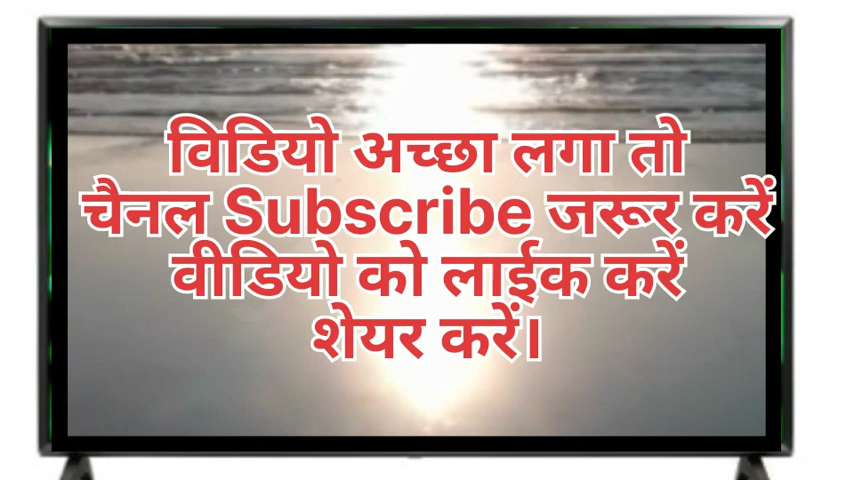 विडियो अच्छा लगा तो
चैनल Subscribe जरूर करें
वीडियो को लाईक करें
शेयर करें।